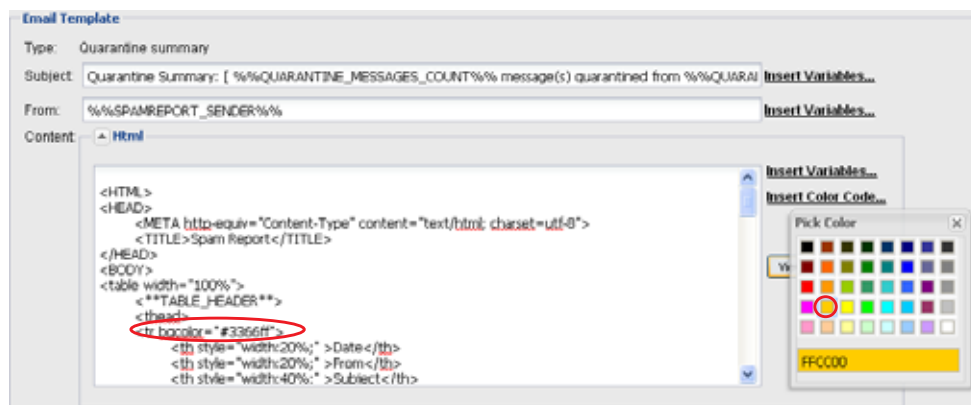 Email Template
Type: Quarantine summary
Subject: Quarantine Summary: [ %%QUARANTINE_MESSAGES_COUNT%% message(s) quarantined from %%QUARA Insert Variables...
From: %%SPAMREPORT_SENDER%% Insert Variables...
Content: Html
Insert Variables...
Insert Color Code...
<HTML>
<HEAD>
<META http-equiv="Content-Type" content="text/html; charset=utf-8">
<TITLE>Spam Report</TITLE>
</HEAD>
<BODY>
<table width="100%">
<**TABLE_HEADER**>
<thead>
<tr bgcolor="#3366ff">
<th style="width:20%;" >Date</th>
<th style="width:20%;" >From</th>
<th style="width:40%;" >Subject</th>
Pick Color
FFCC00